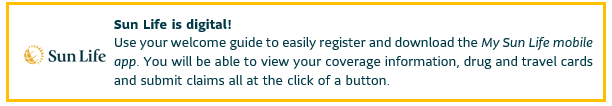 Sun Life is digital!
Use your welcome guide to easily register and download the My Sun Life mobile
app. You will be able to view your coverage information, drug and travel cards
and submit claims all at the click of a button.
Sun Life